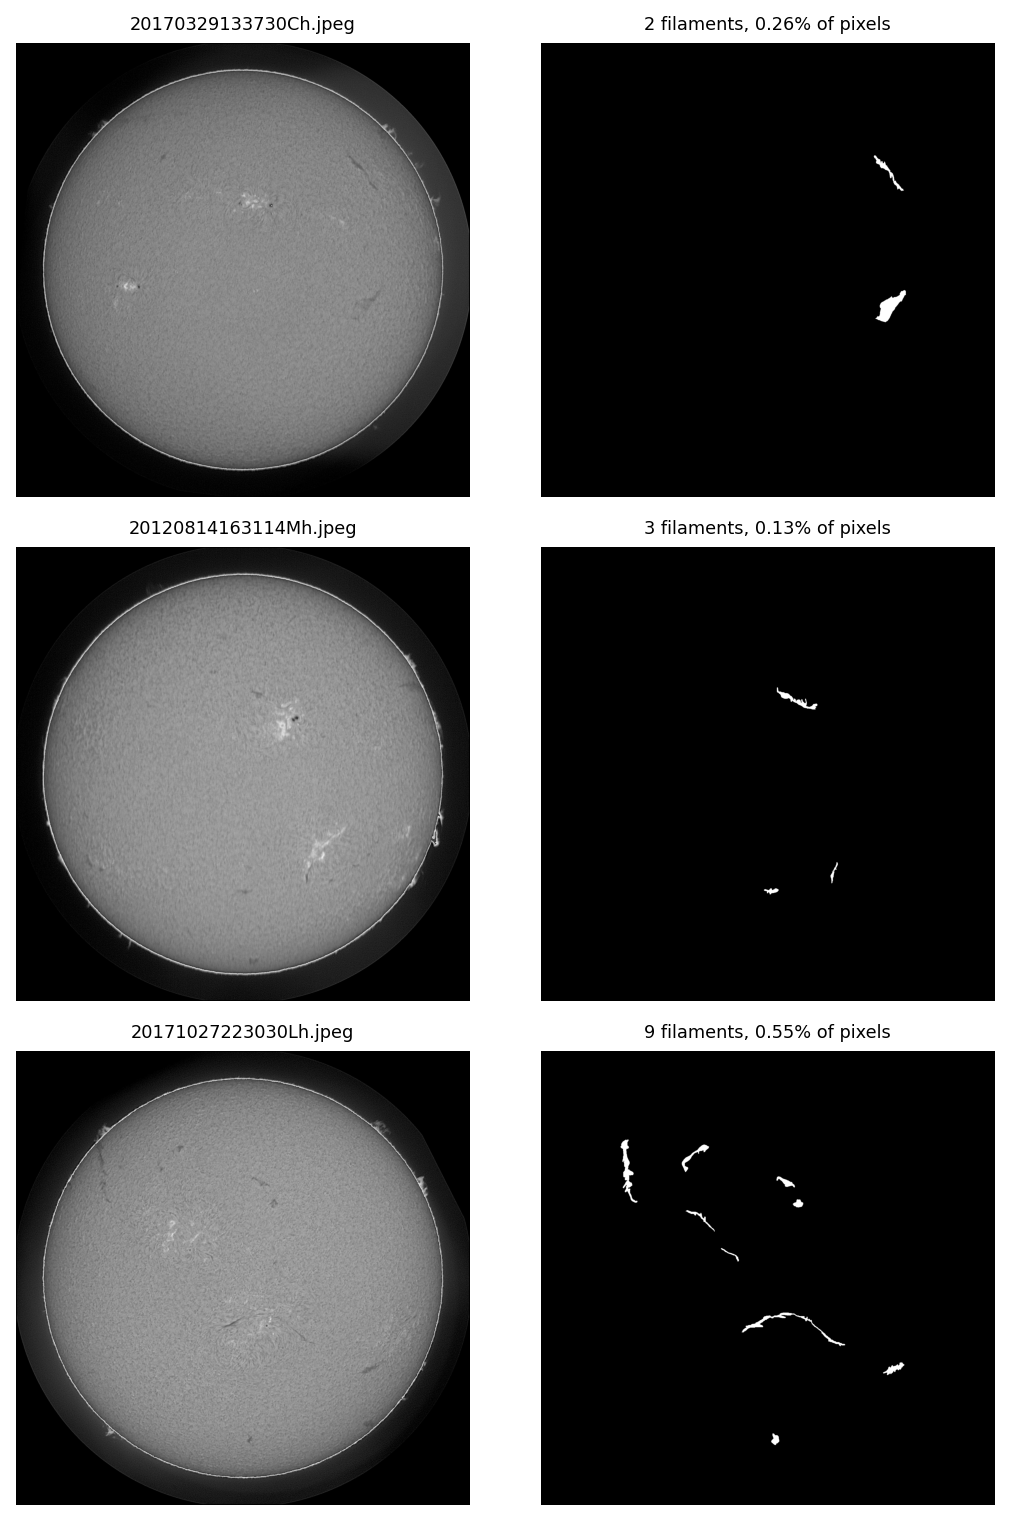 20170329133730Ch.jpeg
2 filaments, 0.26% of pixels
20120814163114Mh.jpeg
3 filaments, 0.13% of pixels
20171027223030Lh.jpeg
9 filaments, 0.55% of pixels